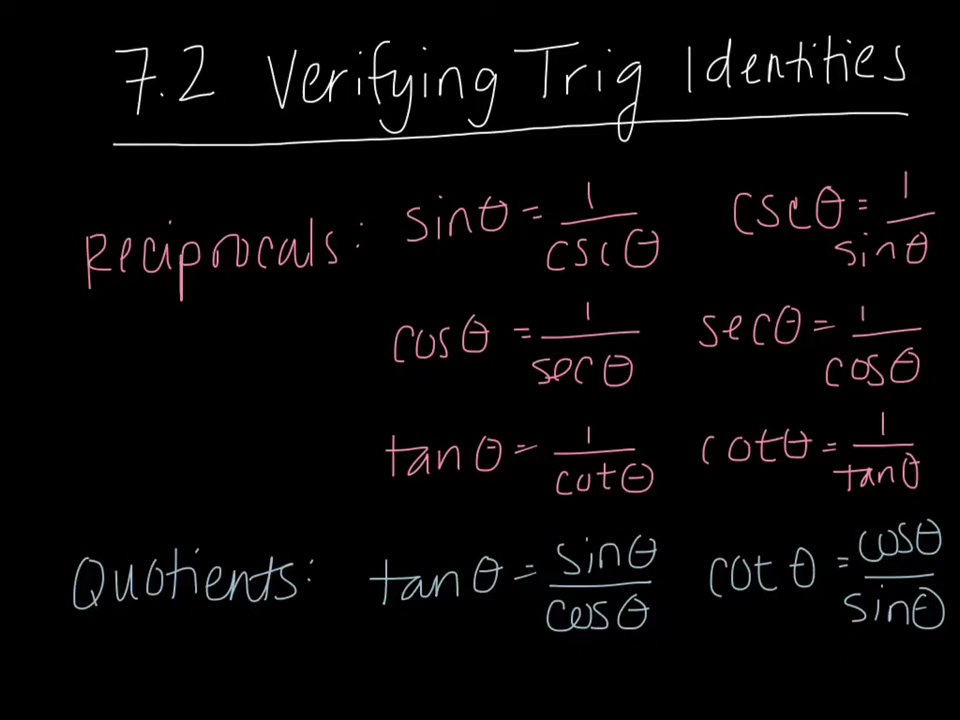 7.2 Verifying Trig Identities
Reciprocals: sinθ = 1/cscθ cscθ = 1/sinθ
cosθ = 1/secθ secθ = 1/cosθ
tanθ = 1/cotθ cotθ = 1/tanθ
Quotients: tanθ = sinθ/cosθ cotθ = cosθ/sinθ